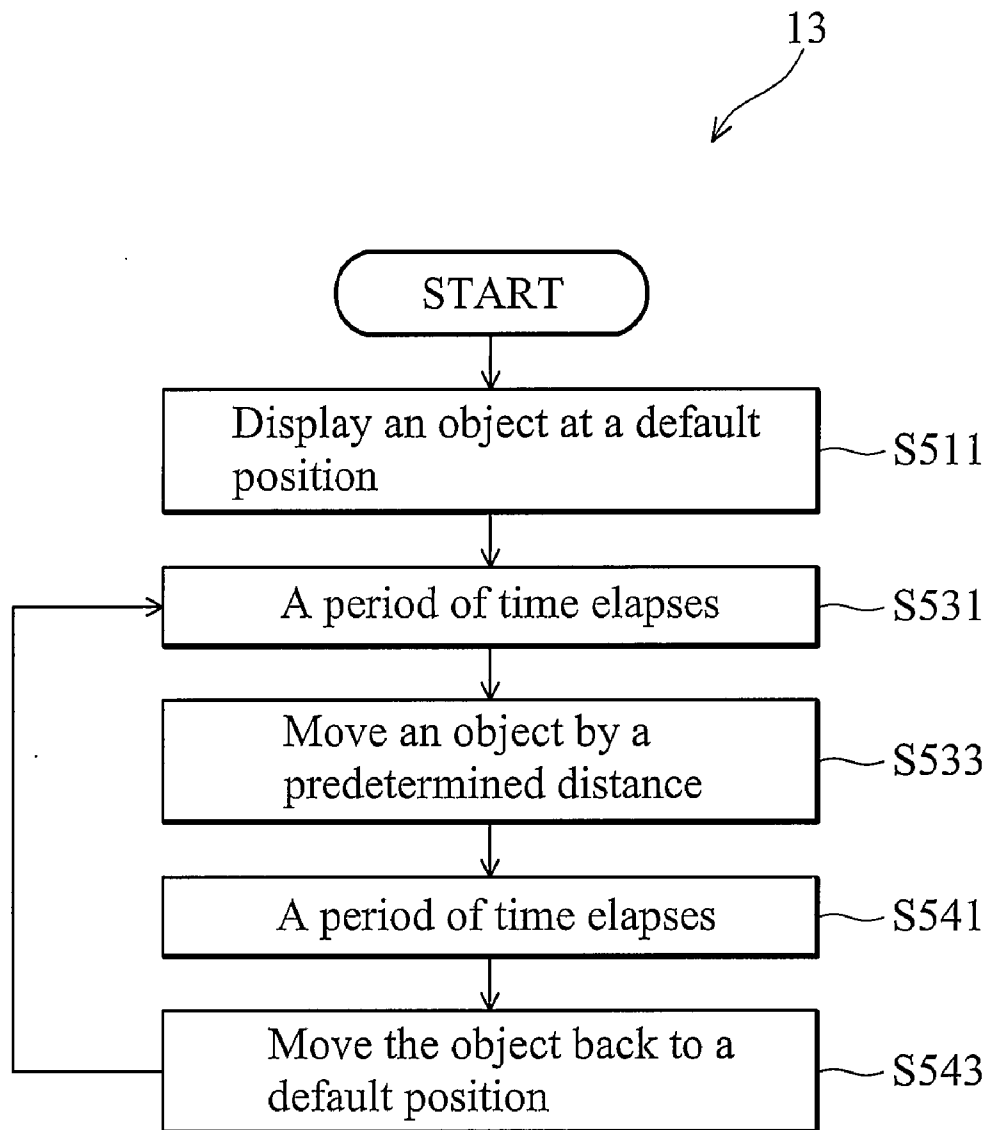 13
START
Display an object at a default
position
S511
A period of time elapses
S531
Move an object by a
predetermined distance
S533
A period of time elapses
S541
Move the object back to a
default position
S543